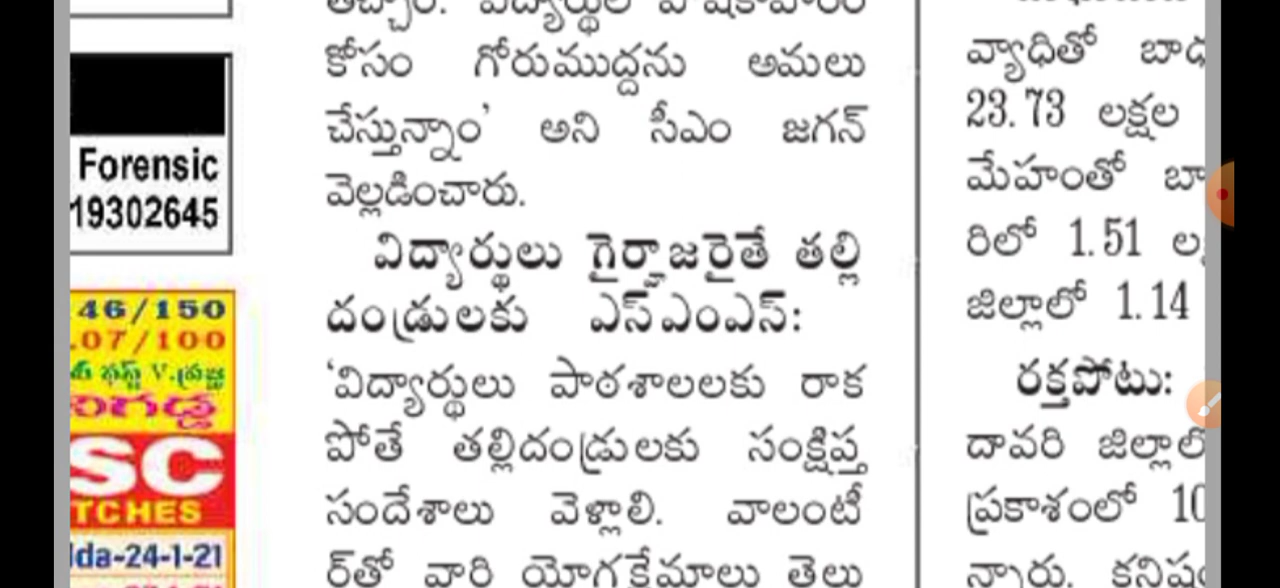 Forensic
19302645
46/150
.07/100
SC
TCHES
lda-24-1-21
కోసం గోరుముద్దను అమలు
చేస్తున్నాం' అని సీఎం జగన్
వెల్లడించారు.
విద్యార్థులు గైర్హాజరైతే తల్లి
దండ్రులకు ఎస్ఎంఎస్:
'విద్యార్థులు పాఠశాలలకు రాక
పోతే తల్లిదండ్రులకు సంక్షిప్త
సందేశాలు వెళ్లాలి. వాలంటీ
ర్‌తో వారి యోగక్షేమాలు తెలు
వ్యాధితో
23.73 లక్షల
మేహంతో
రిలో 1.51
జిల్లాలో 1.14
రక్తపోటు:
దావరి జిల్లాలో
ప్రకాశంలో 10
న్నారు.